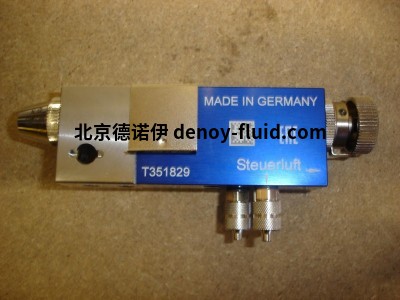 MADE IN GERMANY
北京德诺伊 denoy-fluid.com
Steuerluft
T351829